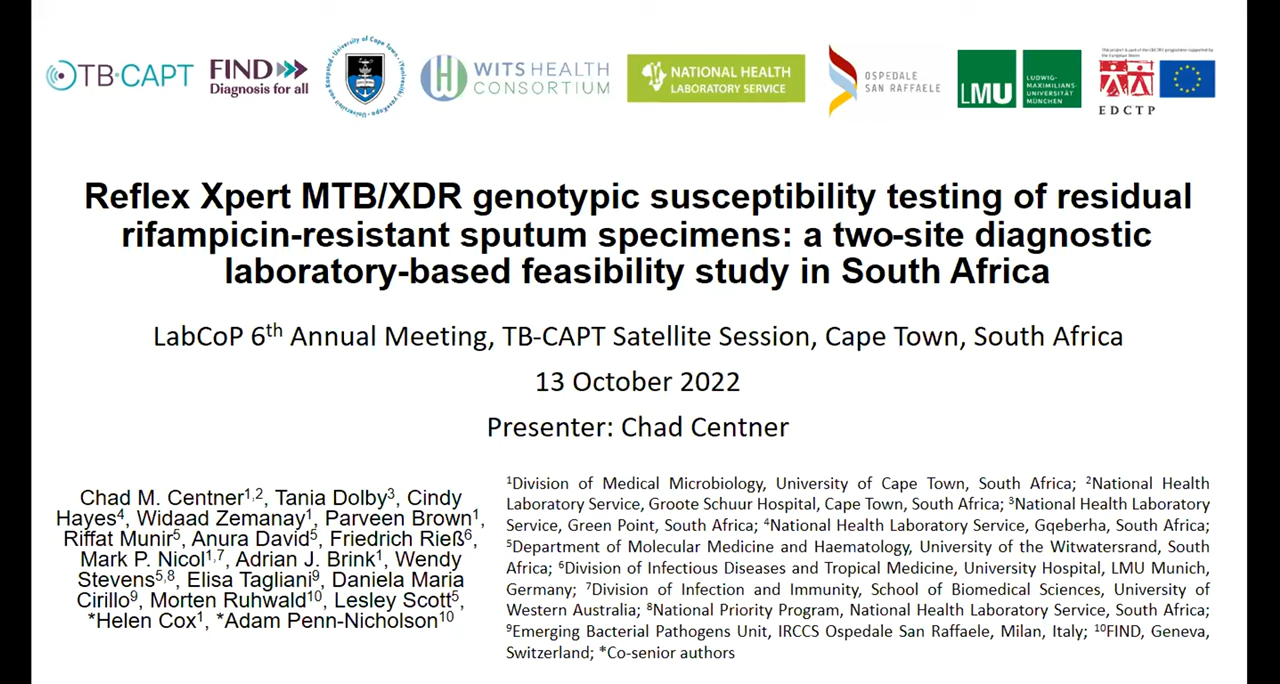 TB·CAPT
FIND
Diagnosis for all
WITS HEALTH
CONSORTIUM
NATIONAL HEALTH
LABORATORY SERVICE
OSPEDALE
SAN RAFFAELE
LMU
LUDWIG-
MAXIMILIANS-
UNIVERSITÄT
MÜNCHEN
EDCTP
Reflex Xpert MTB/XDR genotypic susceptibility testing of residual
rifampicin-resistant sputum specimens: a two-site diagnostic
laboratory-based feasibility study in South Africa
LabCoP 6th Annual Meeting, TB-CAPT Satellite Session, Cape Town, South Africa
13 October 2022
Presenter: Chad Centner
Chad M. Centner1,2, Tania Dolby3, Cindy
Hayes4, Widaad Zemanay1, Parveen Brown1,
Riffat Munir5, Anura David5, Friedrich Rieß6,
Mark P. Nicol1,7, Adrian J. Brink1, Wendy
Stevens5,8, Elisa Tagliani9, Daniela Maria
Cirillo9, Morten Ruhwald10, Lesley Scott5,
*Helen Cox1, *Adam Penn-Nicholson10
1Division of Medical Microbiology, University of Cape Town, South Africa; 2National Health
Laboratory Service, Groote Schuur Hospital, Cape Town, South Africa; 3National Health Laboratory
Service, Green Point, South Africa; 4National Health Laboratory Service, Gqeberha, South Africa;
5Department of Molecular Medicine and Haematology, University of the Witwatersrand, South
Africa; 6Division of Infectious Diseases and Tropical Medicine, University Hospital, LMU Munich,
Germany; 7Division of Infection and Immunity, School of Biomedical Sciences, University of
Western Australia; 8National Priority Program, National Health Laboratory Service, South Africa;
9Emerging Bacterial Pathogens Unit, IRCCS Ospedale San Raffaele, Milan, Italy; 10FIND, Geneva,
Switzerland; *Co-senior authors